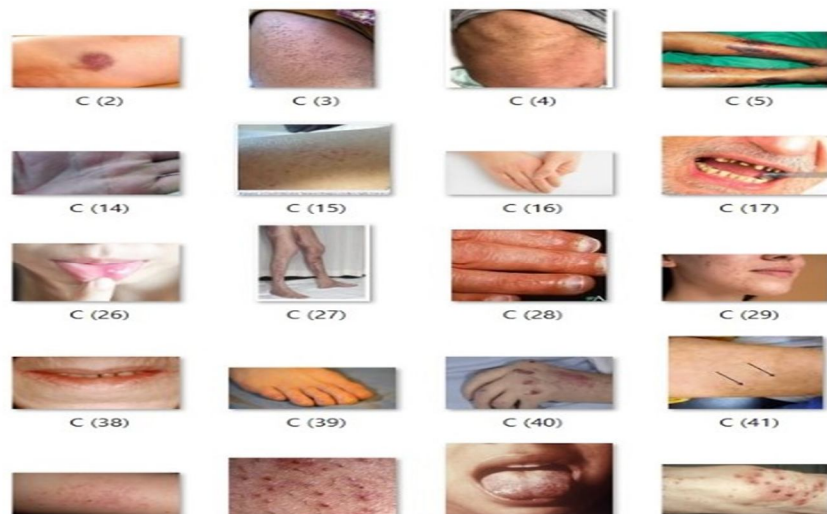 C (2) C (3) C (4) C (5)
C (14) C (15) C (16) C (17)
C (26) C (27) C (28) C (29)
C (38) C (39) C (40) C (41)